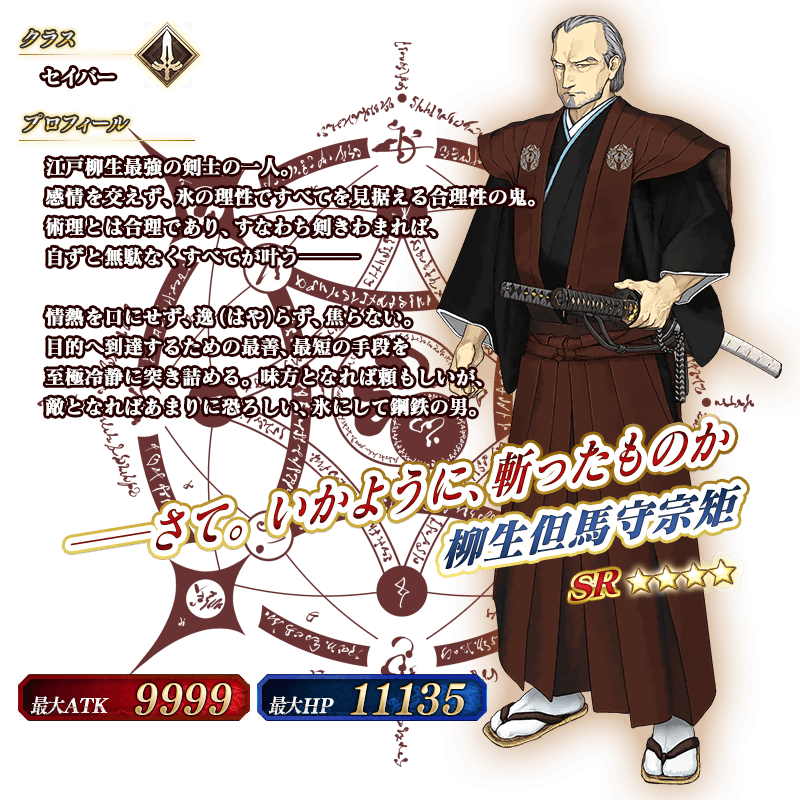 クラス
セイバー
プロフィール
江戸柳生最強の剣士の一人。
感情を交えず、氷の理性ですべてを見据える合理性の鬼。
術理とは合理であり、すなわち剣きわまれば、
自ずと無駄なくすべてが叶う―――
情熱を口にせず、逸(はや)らず、焦らない。
目的へ到達するための最善、最短の手段を
至極冷静に突き詰める。味方となれば頼もしいが、
敵となればあまりに恐ろしい、氷にして鋼鉄の男。
――さて。いかように、斬ったものか
柳生但馬守宗矩
SR
最大ATK 9999
最大HP 11135